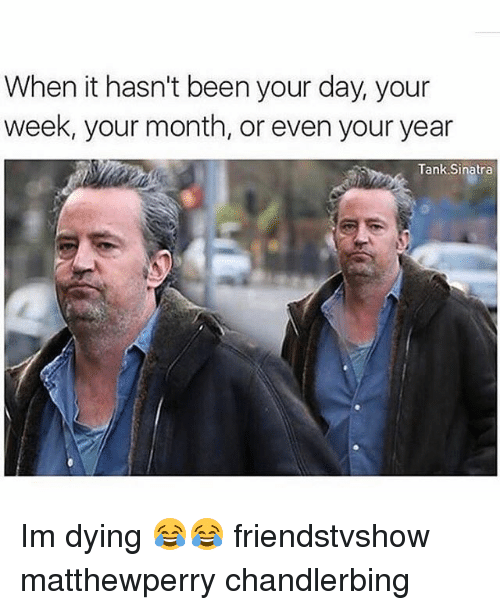 When it hasn't been your day, your
week, your month, or even your year
Tank.Sinatra
Im dying 😂😂 friendstvshow
matthewperry chandlerbing